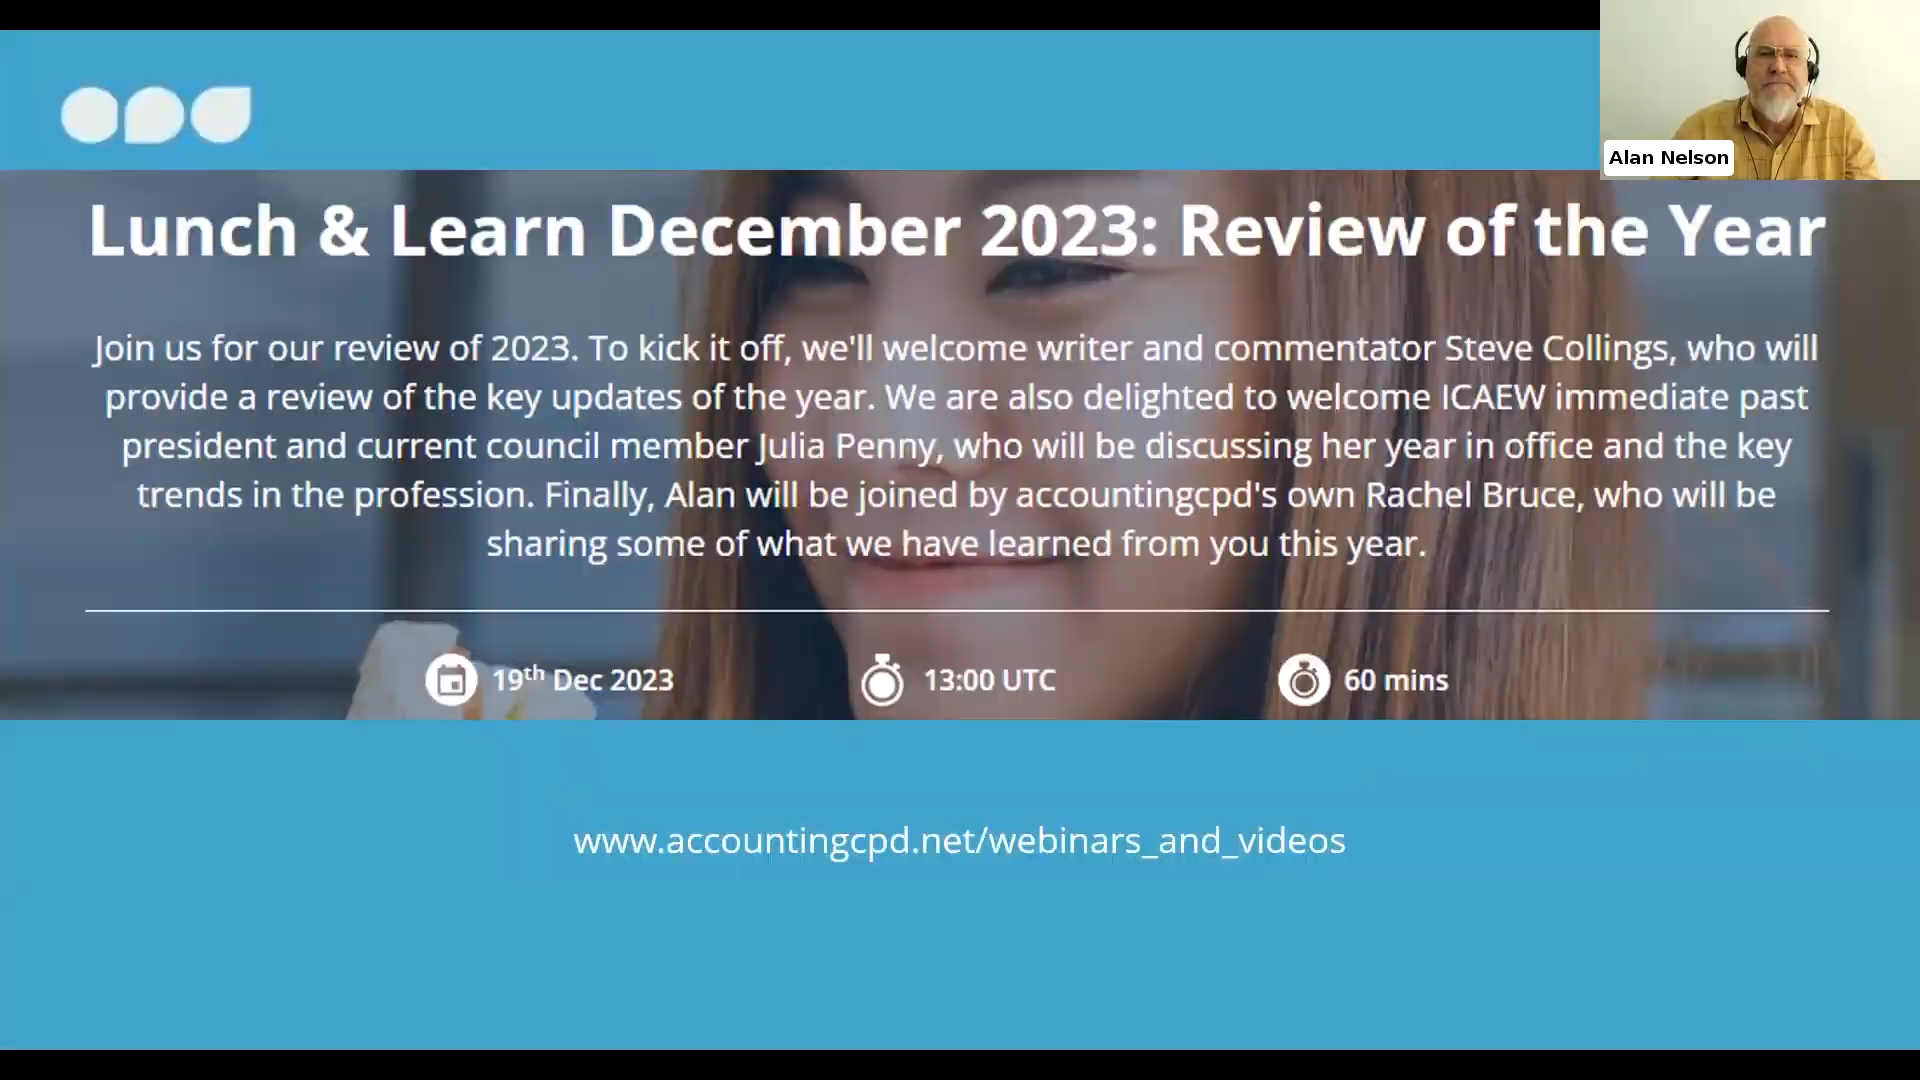 Alan Nelson
Lunch & Learn December 2023: Review of the Year
Join us for our review of 2023. To kick it off, we'll welcome writer and commentator Steve Collings, who will
provide a review of the key updates of the year. We are also delighted to welcome ICAEW immediate past
president and current council member Julia Penny, who will be discussing her year in office and the key
trends in the profession. Finally, Alan will be joined by accountingcpd's own Rachel Bruce, who will be
sharing some of what we have learned from you this year.
19th Dec 2023
13:00 UTC
60 mins
www.accountingcpd.net/webinars_and_videos